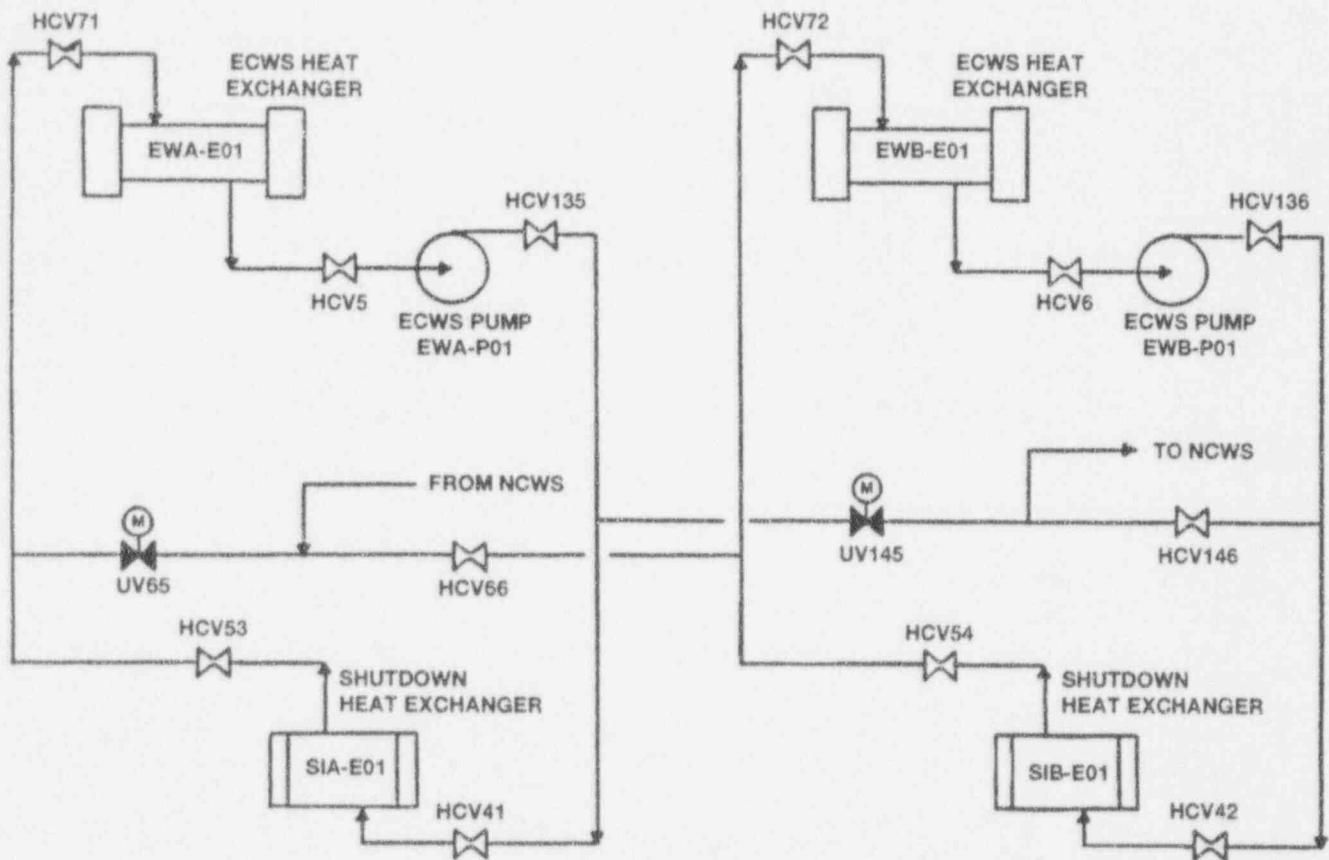 HCV71
ECWS HEAT
EXCHANGER
EWA-E01
HCV135
HCV5
ECWS PUMP
EWA-P01
FROM NCWS
M
UV65
HCV66
HCV53
SHUTDOWN
HEAT EXCHANGER
SIA-E01
HCV41
HCV72
ECWS HEAT
EXCHANGER
EWB-E01
HCV136
HCV6
ECWS PUMP
EWB-P01
TO NCWS
M
UV145
HCV146
HCV54
SHUTDOWN
HEAT EXCHANGER
SIB-E01
HCV42